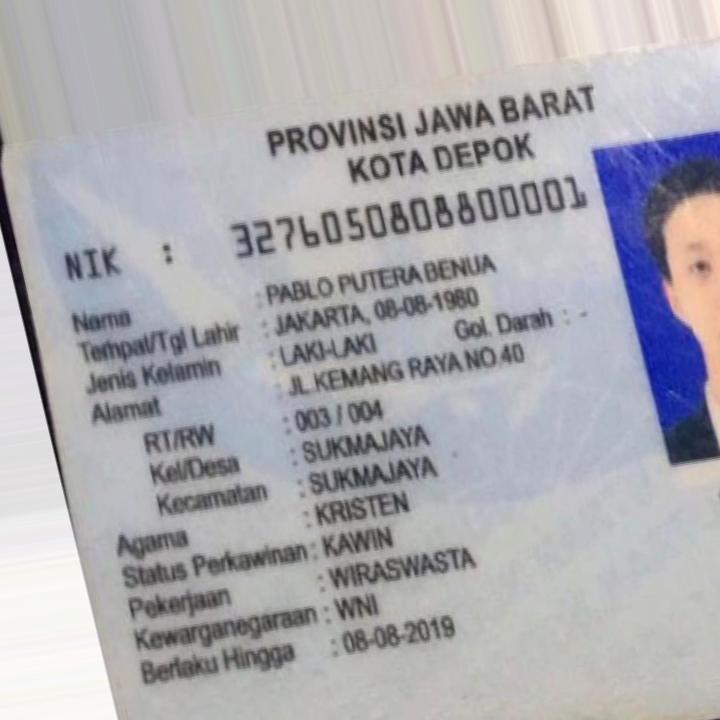 PROVINSI JAWA BARAT
KOTA DEPOK
NIK : 3276050808800001
Nama : PABLO PUTERA BENUA
Tempat/Tgl Lahir : JAKARTA, 08-08-1980
Jenis Kelamin : LAKI-LAKI Gol. Darah : -
Alamat : JL.KEMANG RAYA NO.40
RT/RW : 003 / 004
Kel/Desa : SUKMAJAYA
Kecamatan : SUKMAJAYA
Agama : KRISTEN
Status Perkawinan : KAWIN
Pekerjaan : WIRASWASTA
Kewarganegaraan : WNI
Berlaku Hingga : 08-08-2019